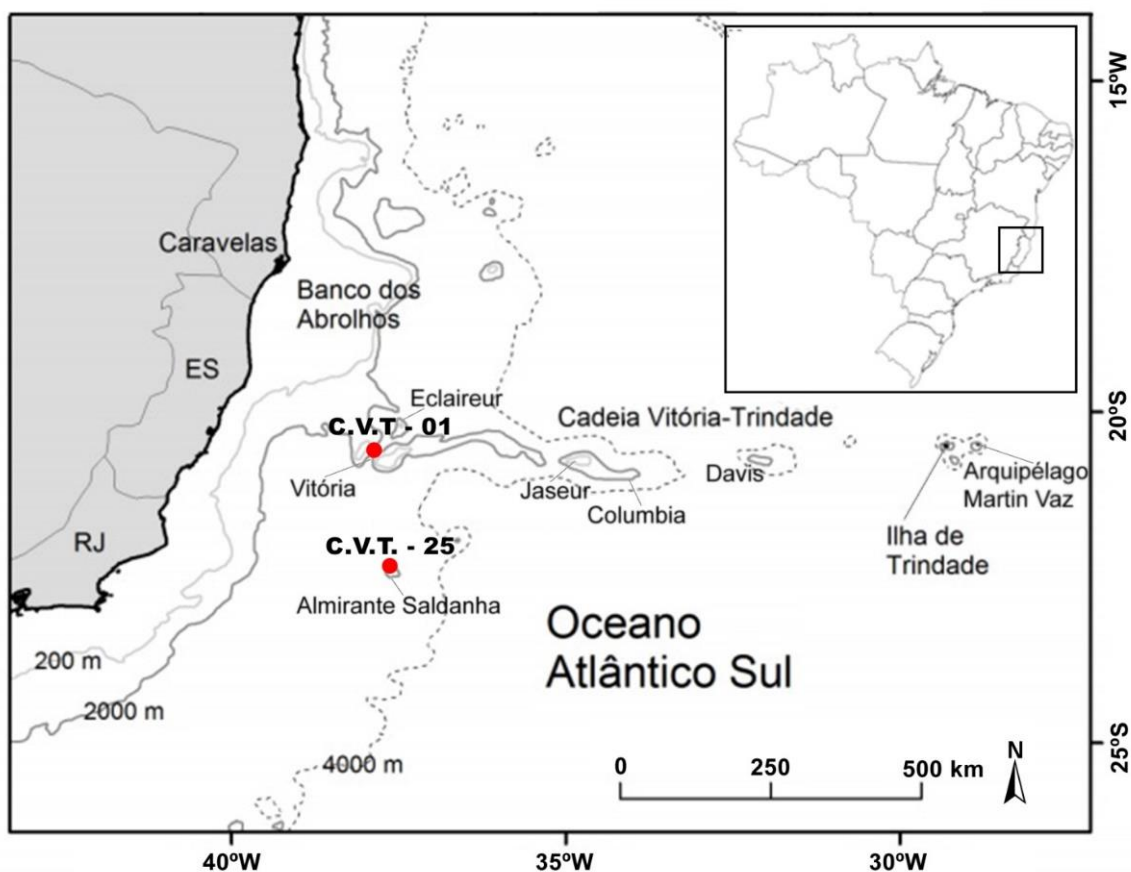 15ºW
Caravelas
Banco dos
Abrolhos
ES
Eclaireur
Cadeia Vitória-Trindade
20ºS
C.V.T - 01
Vitória
Jaseur
Columbia
Davis
Arquipélago
Martin Vaz
Ilha de
Trindade
RJ
C.V.T. - 25
Almirante Saldanha
Oceano
Atlântico Sul
200 m
2000 m
4000 m
25ºS
0 250 500 km
N
40ºW 35ºW 30ºW